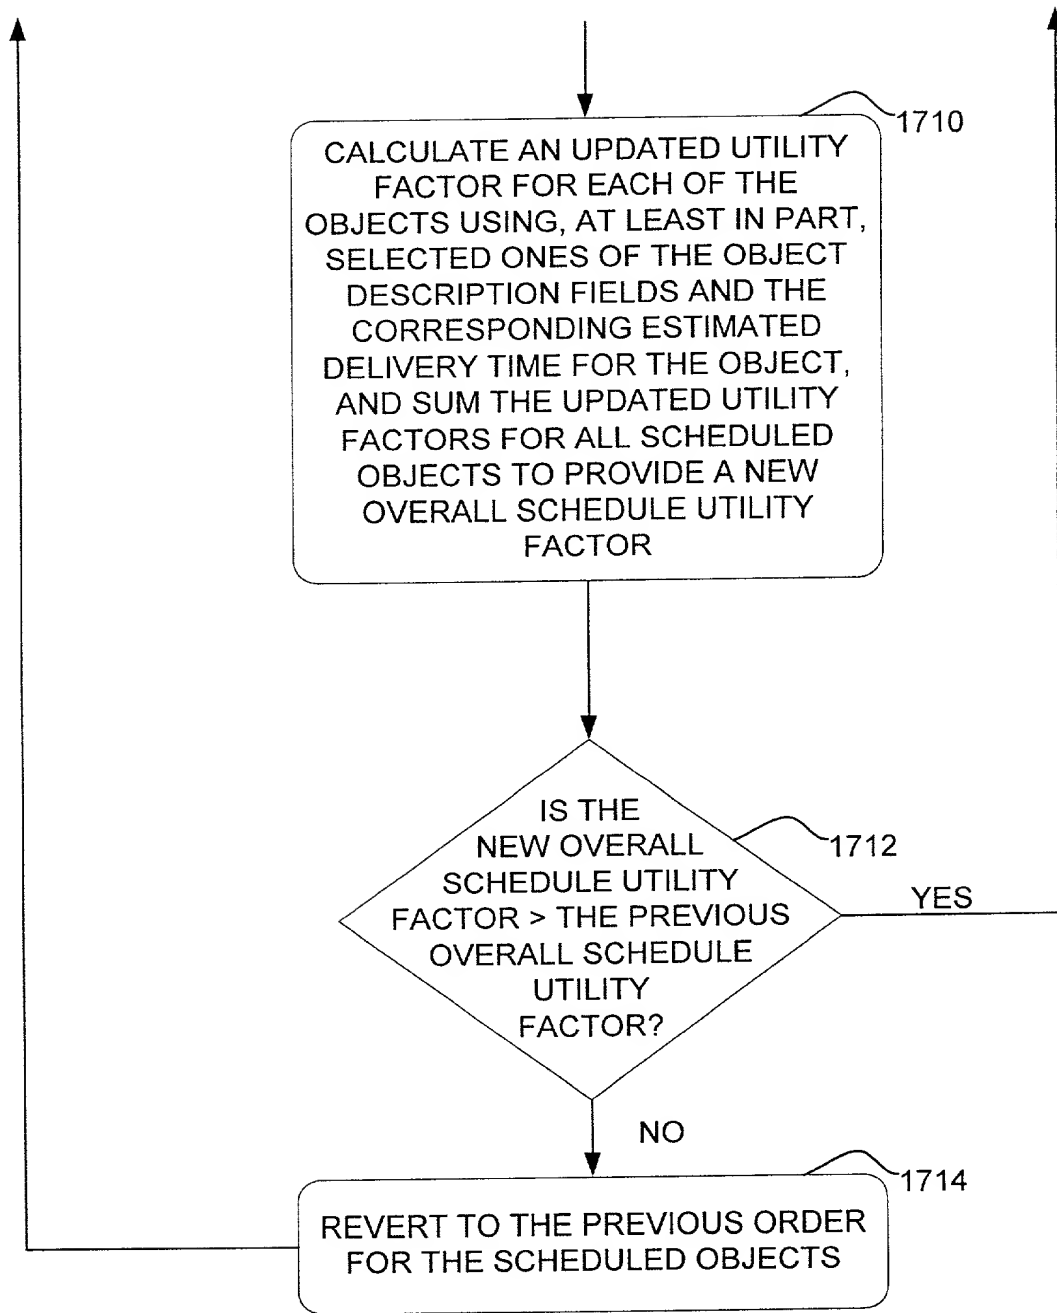 1710
CALCULATE AN UPDATED UTILITY
FACTOR FOR EACH OF THE
OBJECTS USING, AT LEAST IN PART,
SELECTED ONES OF THE OBJECT
DESCRIPTION FIELDS AND THE
CORRESPONDING ESTIMATED
DELIVERY TIME FOR THE OBJECT,
AND SUM THE UPDATED UTILITY
FACTORS FOR ALL SCHEDULED
OBJECTS TO PROVIDE A NEW
OVERALL SCHEDULE UTILITY
FACTOR
IS THE
NEW OVERALL
SCHEDULE UTILITY
FACTOR > THE PREVIOUS
OVERALL SCHEDULE
UTILITY
FACTOR?
1712
YES
NO
1714
REVERT TO THE PREVIOUS ORDER
FOR THE SCHEDULED OBJECTS